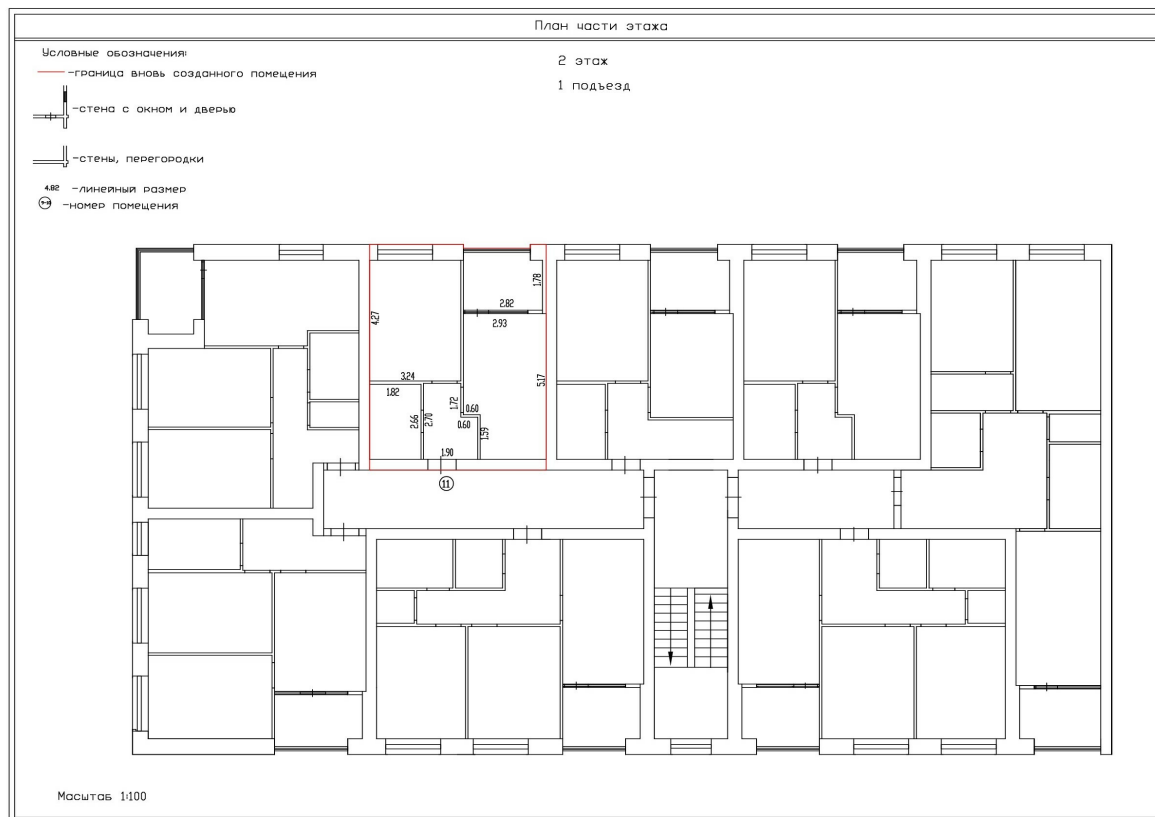 План части этажа
Условные обозначения:
-граница вновь созданного помещения
2 этаж
1 подъезд
-стена с окном и дверью
-стены, перегородки
4.82 -линейный размер
-номер помещения
1.78
2.82
2.93
4.27
3.24
5.17
1.82
1.72
0.60
2.66
2.70
0.60
1.59
1.90
11
Масштаб 1:100